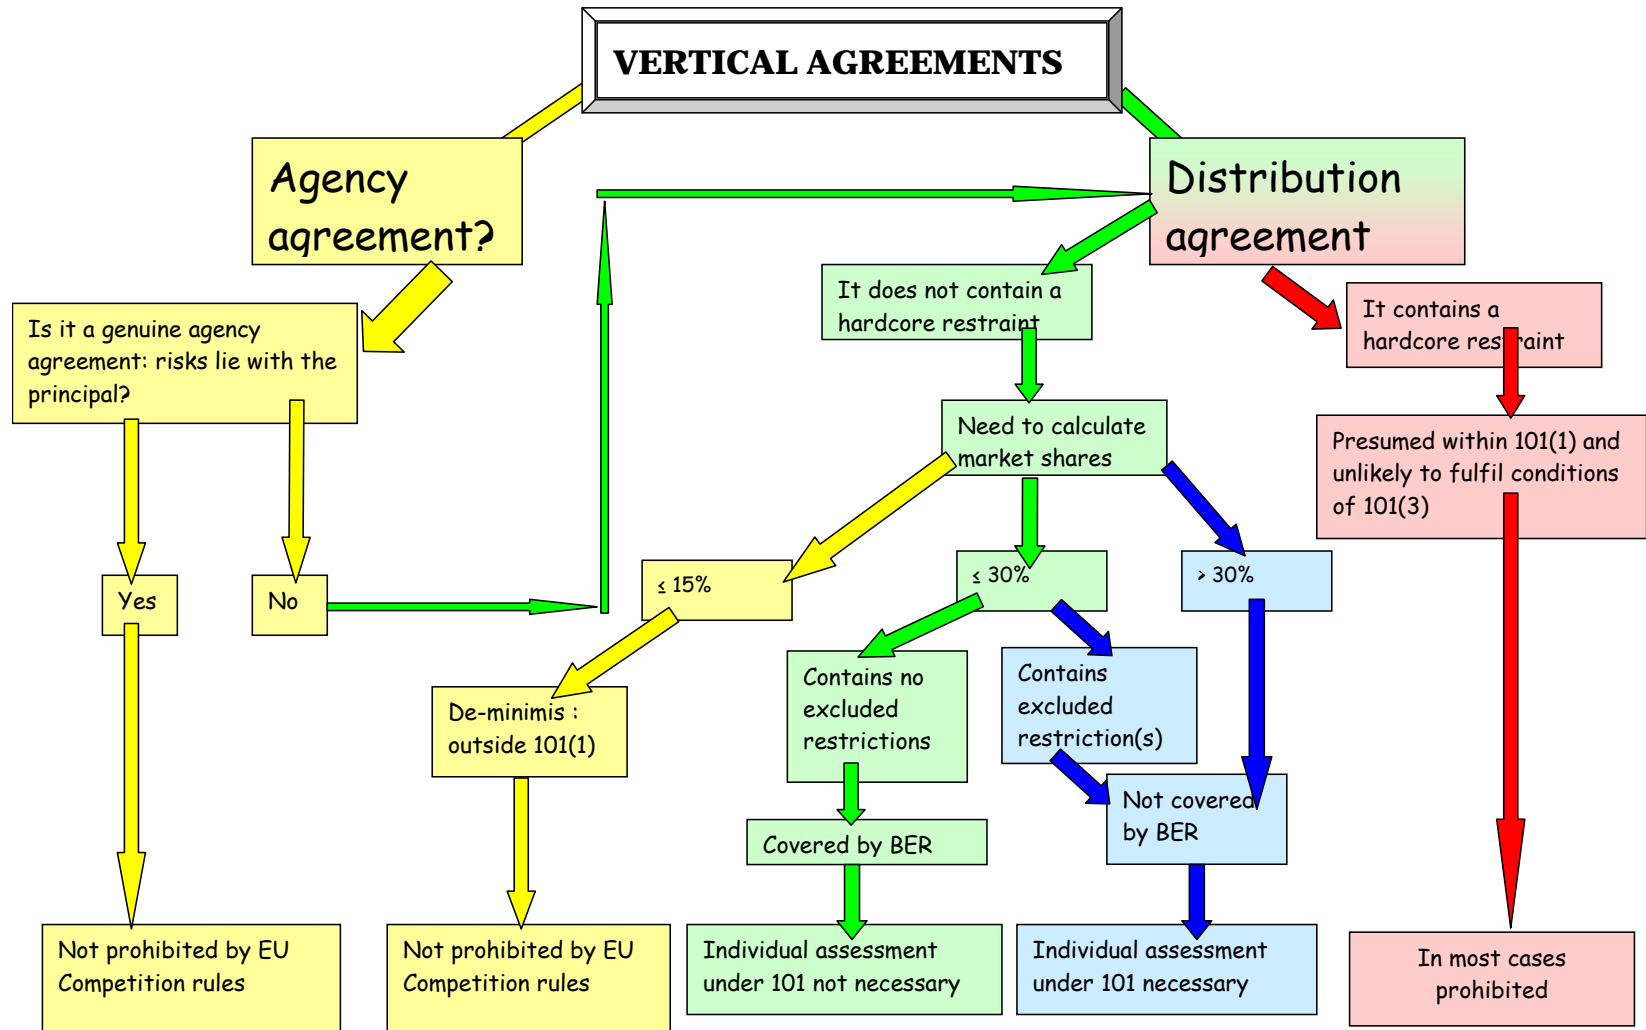 VERTICAL AGREEMENTS
Agency
agreement?
Distribution
agreement
It does not contain a
hardcore restraint
It contains a
hardcore restraint
Is it a genuine agency
agreement: risks lie with the
principal?
Need to calculate
market shares
Presumed within 101(1) and
unlikely to fulfil conditions
of 101(3)
Yes
No
≤ 15%
≤ 30%
> 30%
De-minimis :
outside 101(1)
Contains no
excluded
restrictions
Contains
excluded
restriction(s)
Covered by BER
Not covered
by BER
Not prohibited by EU
Competition rules
Not prohibited by EU
Competition rules
Individual assessment
under 101 not necessary
Individual assessment
under 101 necessary
In most cases
prohibited